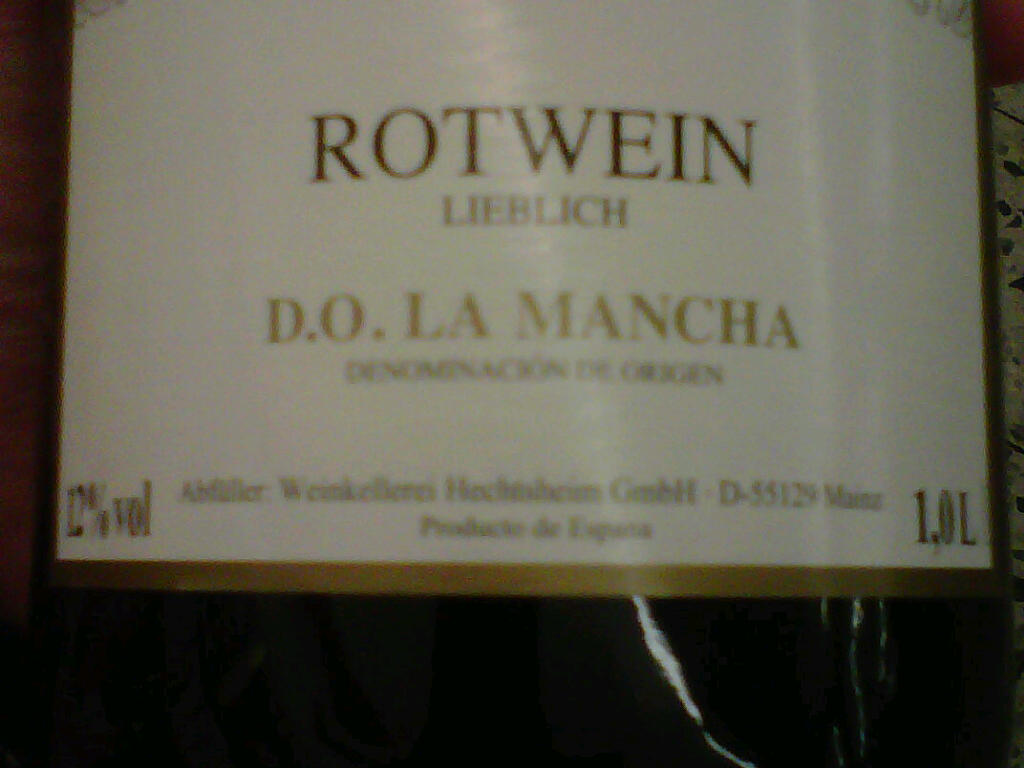 ROTWEIN
LIEBLICH
D.O. LA MANCHA
DENOMINACIÓN DE ORIGEN
12% vol
Abfüller: Weinkellerei Hechtsheim GmbH · D-55129 Mainz
1,0 L
Producto de España